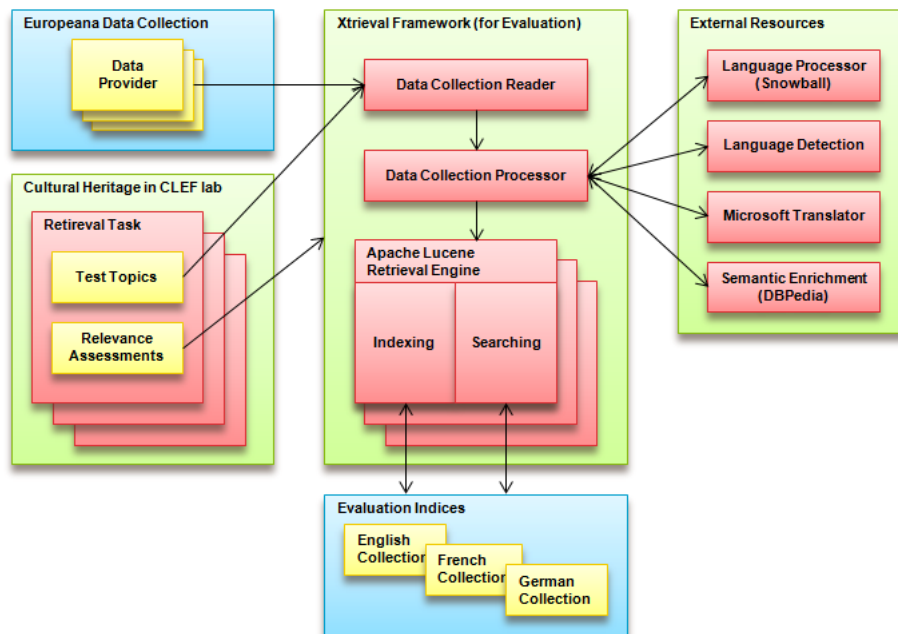 Europeana Data Collection
Data
Provider
Cultural Heritage in CLEF lab
Retireval Task
Test Topics
Relevance
Assessments
Xtrieval Framework (for Evaluation)
Data Collection Reader
Data Collection Processor
Apache Lucene
Retrieval Engine
Indexing
Searching
External Resources
Language Processor
(Snowball)
Language Detection
Microsoft Translator
Semantic Enrichment
(DBPedia)
Evaluation Indices
English
Collection
French
Collection
German
Collection